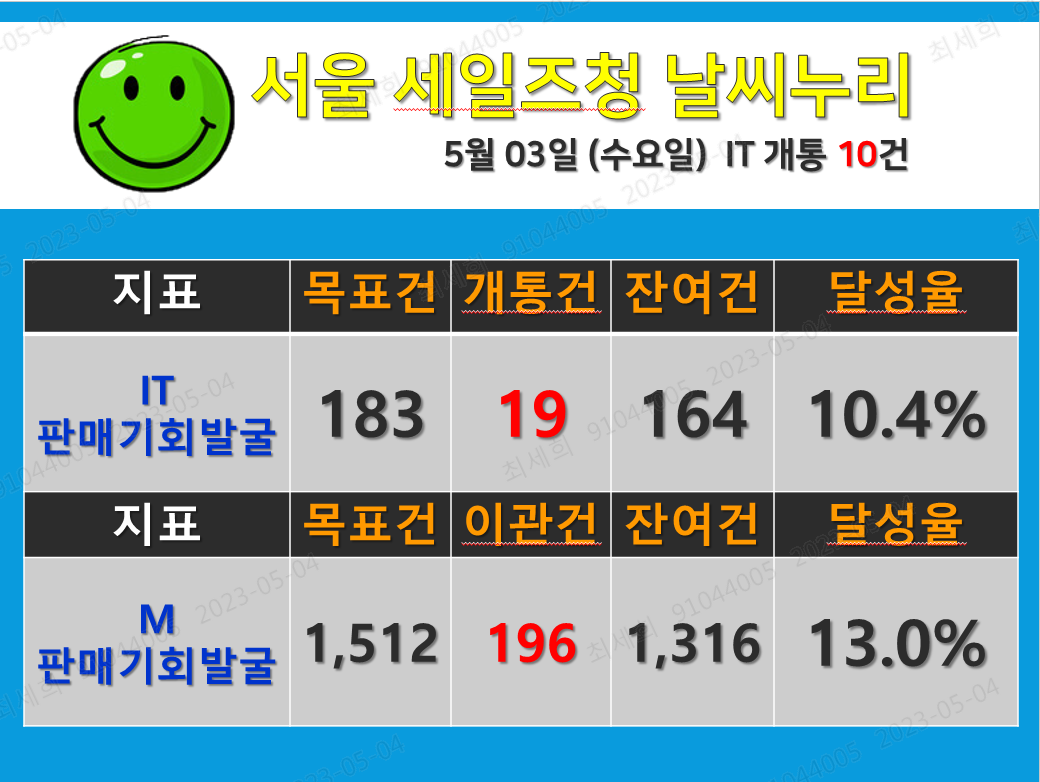 서울 세일즈청 날씨누리
5월 03일 (수요일) IT 개통 10건
지표 목표건 개통건 잔여건 달성율
IT
판매기회발굴 183 19 164 10.4%
지표 목표건 이관건 잔여건 달성율
M
판매기회발굴 1,512 196 1,316 13.0%
최세희 91044005 2023-05-04